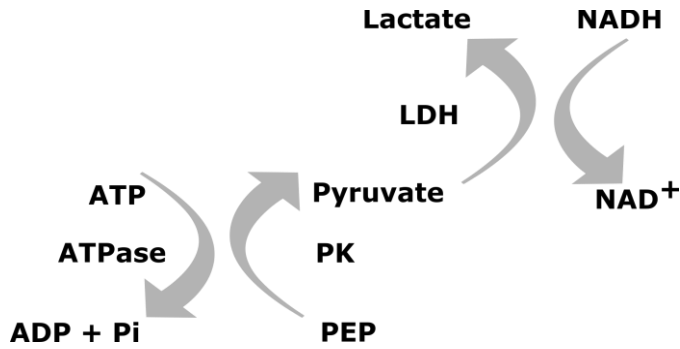 Lactate NADH
LDH
ATP Pyruvate NAD+
ATPase PK
ADP + Pi PEP